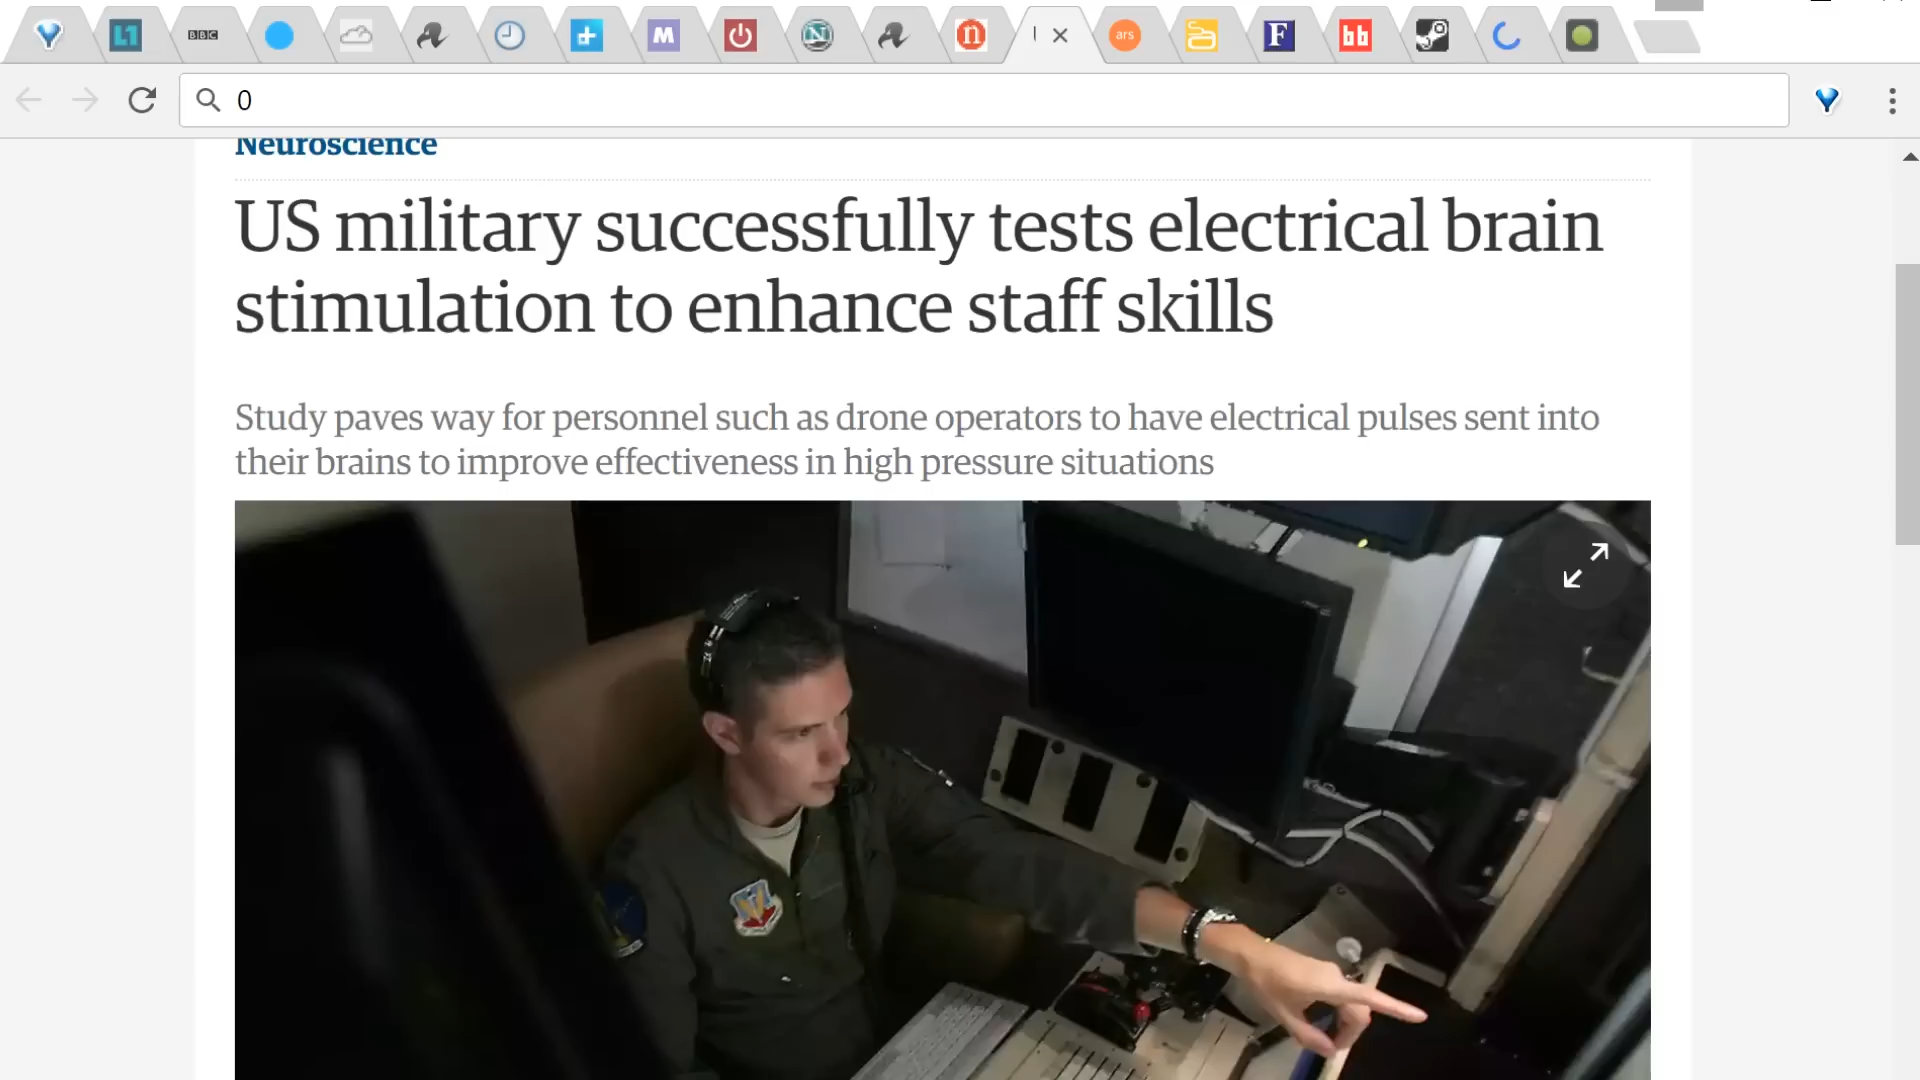 L1
BBC
M
N
n
ars
F
bb
0
Neuroscience
US military successfully tests electrical brain
stimulation to enhance staff skills
Study paves way for personnel such as drone operators to have electrical pulses sent into
their brains to improve effectiveness in high pressure situations